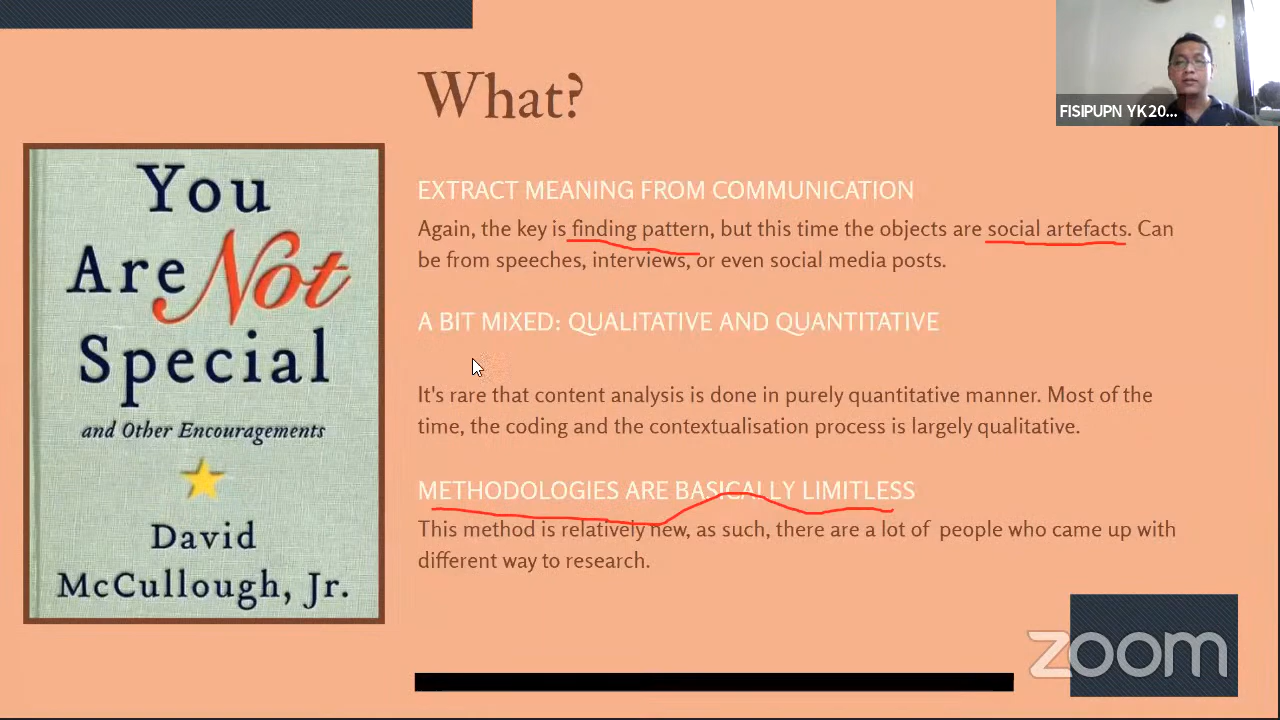 What?
FISIPUPN YK20...
You
Are Not
Special
and Other Encouragements
David
McCullough, Jr.
EXTRACT MEANING FROM COMMUNICATION
Again, the key is finding pattern, but this time the objects are social artefacts. Can
be from speeches, interviews, or even social media posts.
A BIT MIXED: QUALITATIVE AND QUANTITATIVE
It's rare that content analysis is done in purely quantitative manner. Most of the
time, the coding and the contextualisation process is largely qualitative.
METHODOLOGIES ARE BASICALLY LIMITLESS
This method is relatively new, as such, there are a lot of people who came up with
different way to research.
zoom